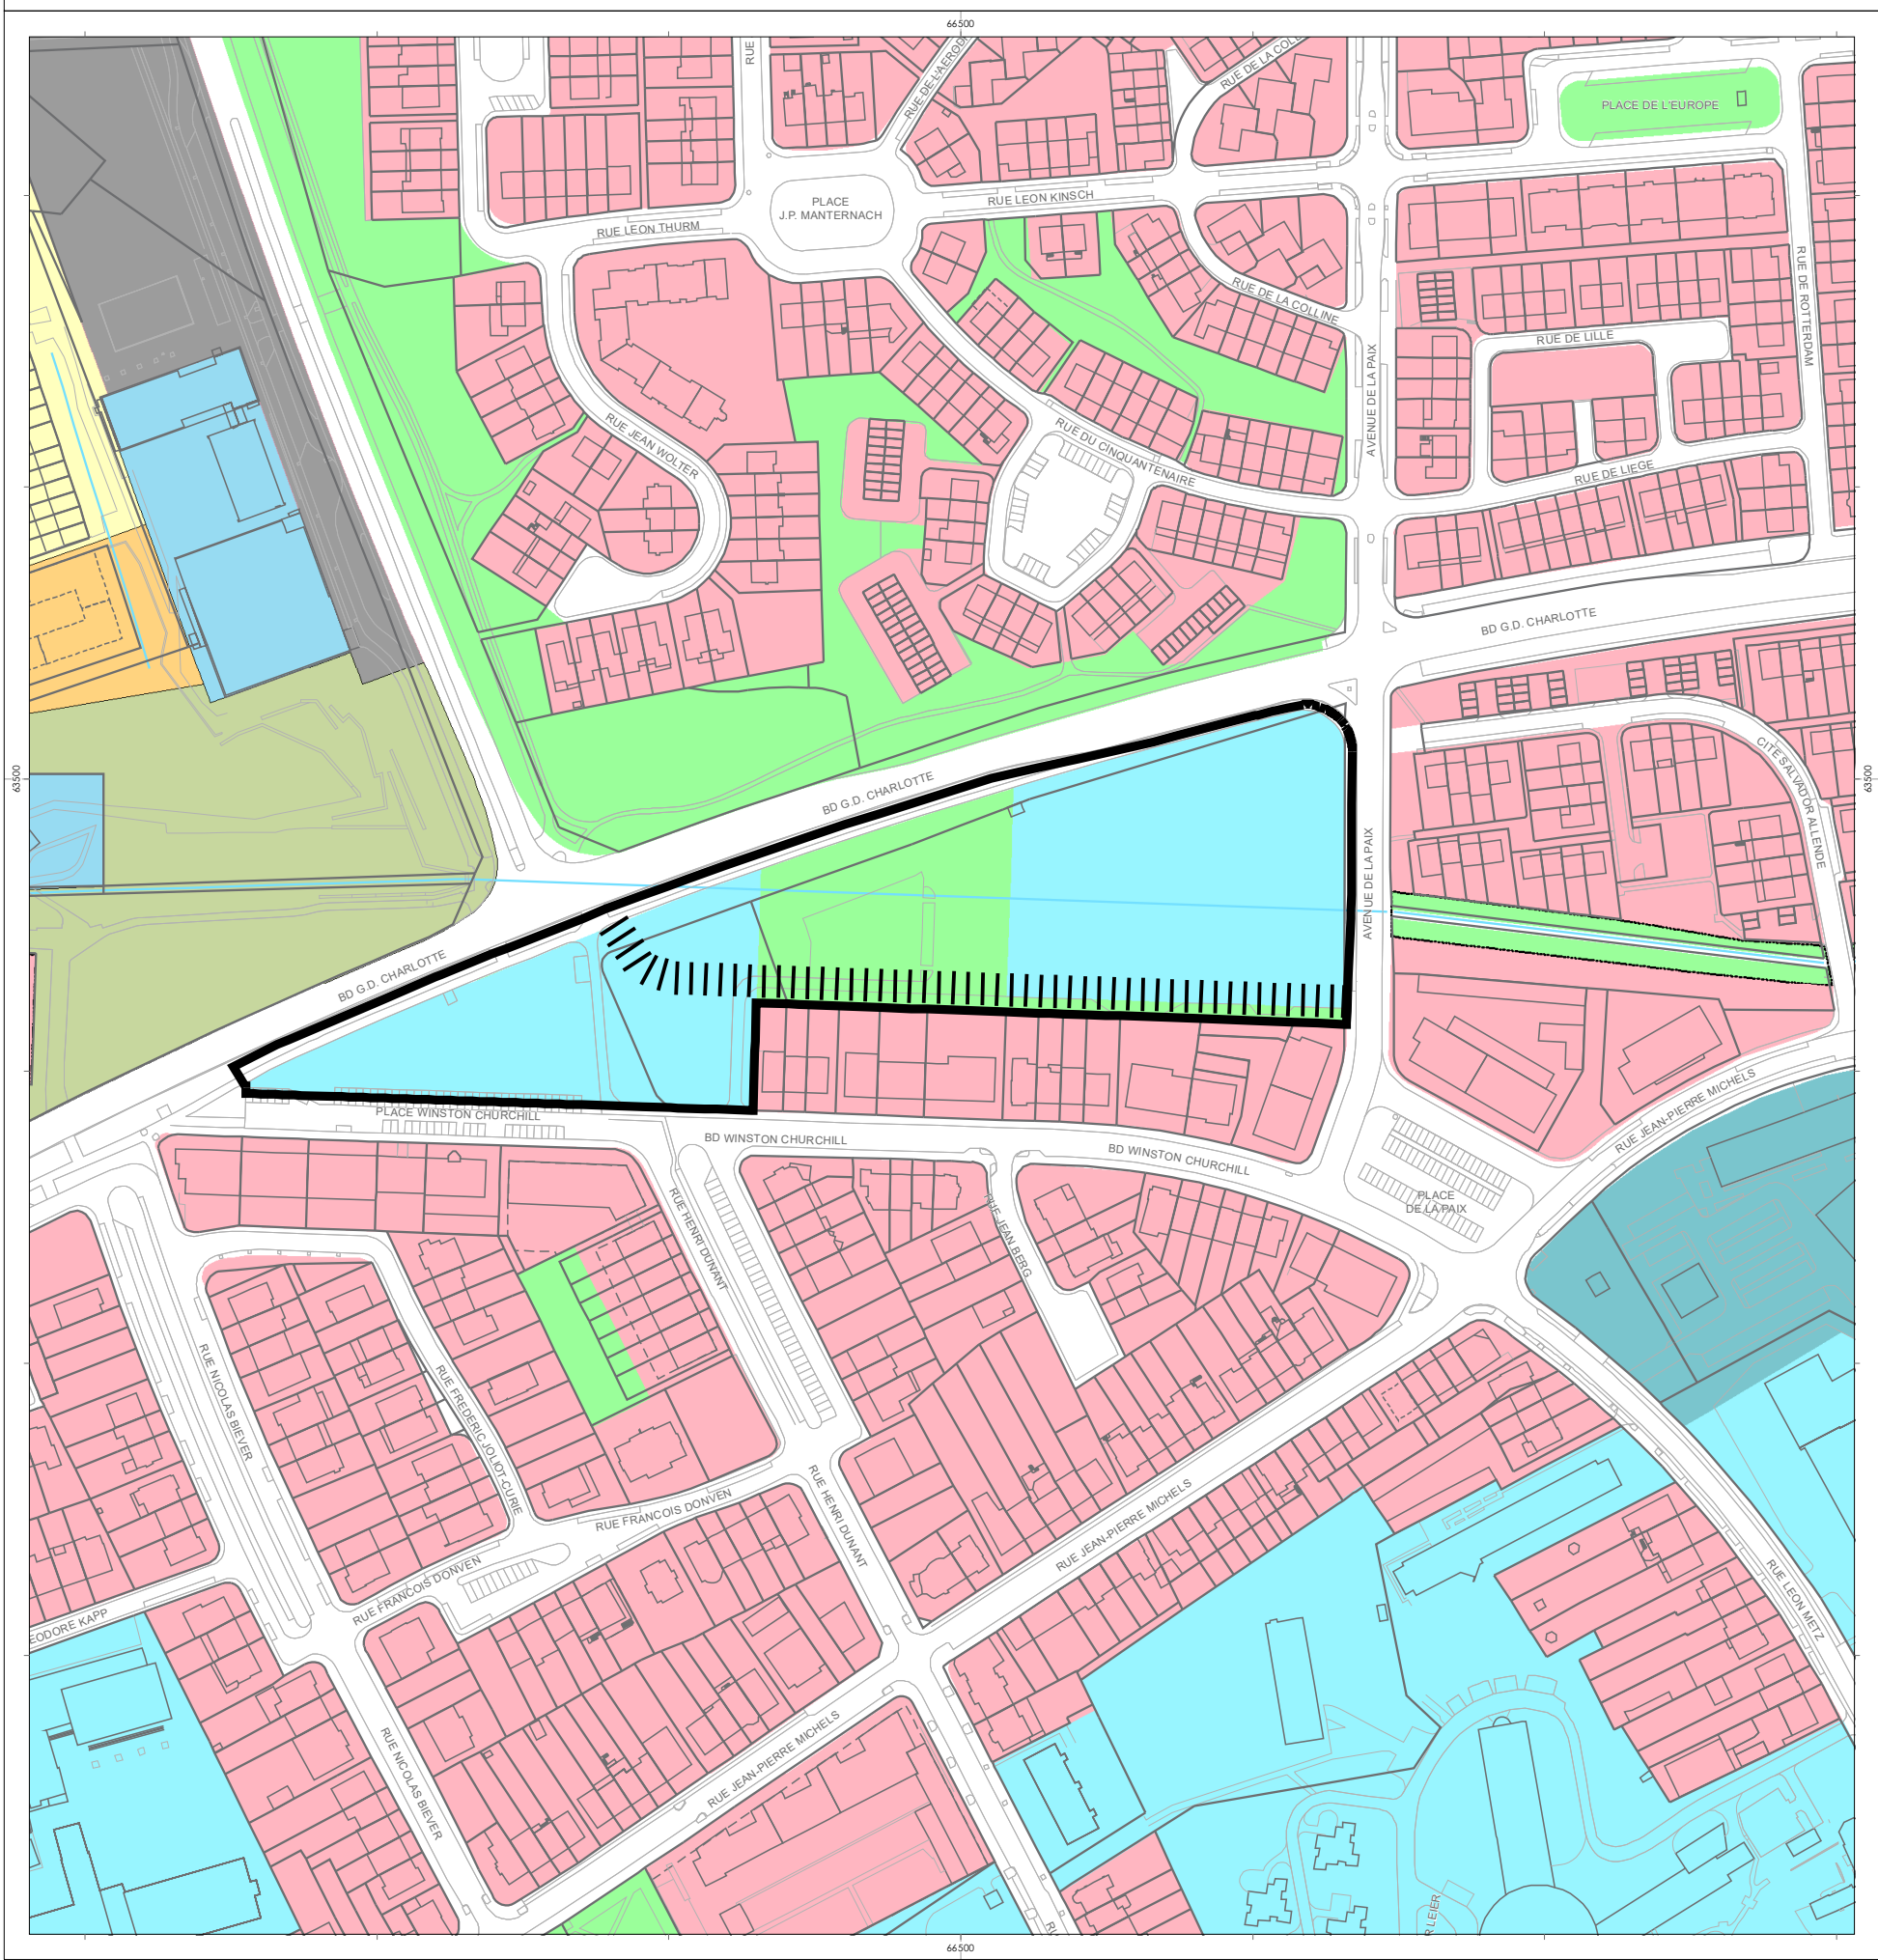 66500
RUE
RUE DE L'AEROD
RUE DE LA COLL
PLACE DE L'EUROPE
PLACE
J.P. MANTERNACH
RUE LEON KINSCH
RUE LEON THURM
RUE DE LA COLLINE
RUE DE ROTTERDAM
RUE DE LILLE
AVENUE DE LA PAIX
RUE JEAN WOLTER
RUE DU CINQUANTENAIRE
RUE DE LIEGE
BD G.D. CHARLOTTE
63500
63500
BD G.D. CHARLOTTE
CITE SALVADOR ALLENDE
AVENUE DE LA PAIX
BD G.D. CHARLOTTE
PLACE WINSTON CHURCHILL
BD WINSTON CHURCHILL
BD WINSTON CHURCHILL
RUE JEAN-PIERRE MICHELS
PLACE
DE LA PAIX
RUE HENRI DUNANT
RUE JEAN BERG
RUE NICOLAS BIEVER
RUE FREDERIC JOLIOT-CURIE
RUE FRANCOIS DONVEN
RUE HENRI DUNANT
RUE JEAN-PIERRE MICHELS
RUE FRANCOIS DONVEN
EODORE KAPP
RUE LEON METZ
RUE NICOLAS BIEVER
RUE JEAN-PIERRE MICHELS
R LEIER
RU
66500